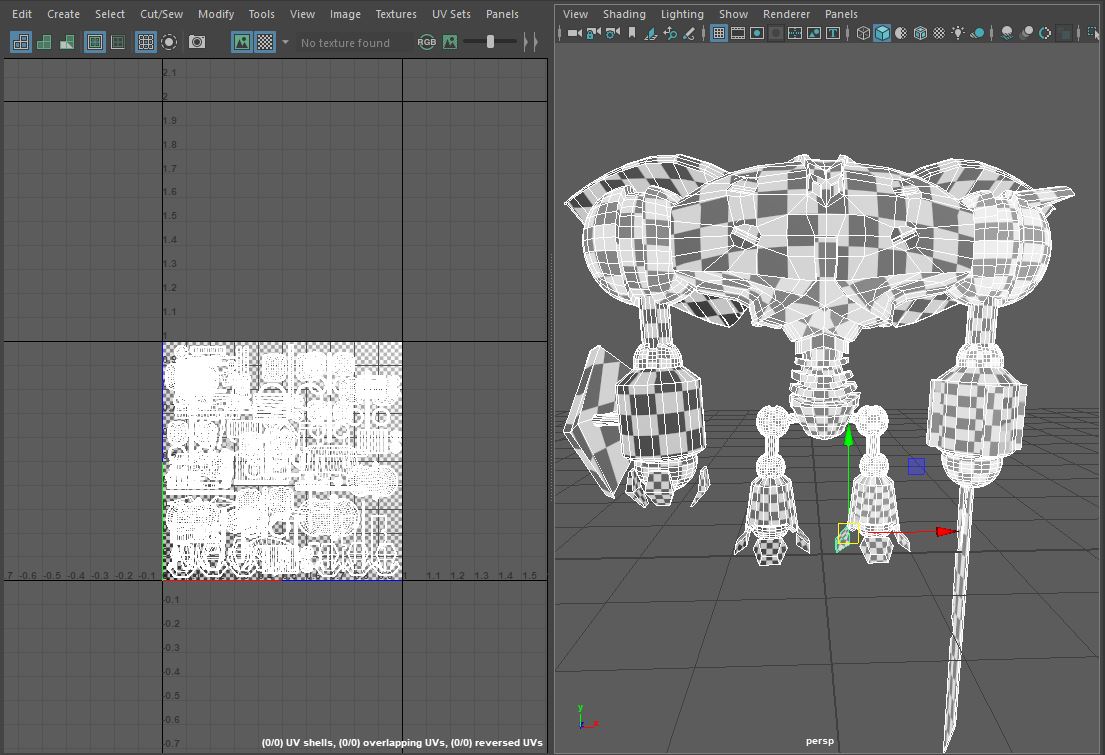 Edit Create Select Cut/Sew Modify Tools View Image Textures UV Sets Panels
No texture found RGB
2.1
2
1.9
1.8
1.7
1.6
1.5
1.4
1.3
1.2
1.1
1
7 -0.6 -0.5 -0.4 -0.3 -0.2 -0.1 1.1 1.2 1.3 1.4 1.5
-0.1
-0.2
-0.3
-0.4
-0.5
-0.6
-0.7
(0/0) UV shells, (0/0) overlapping UVs, (0/0) reversed UVs
View Shading Lighting Show Renderer Panels
y
x
persp